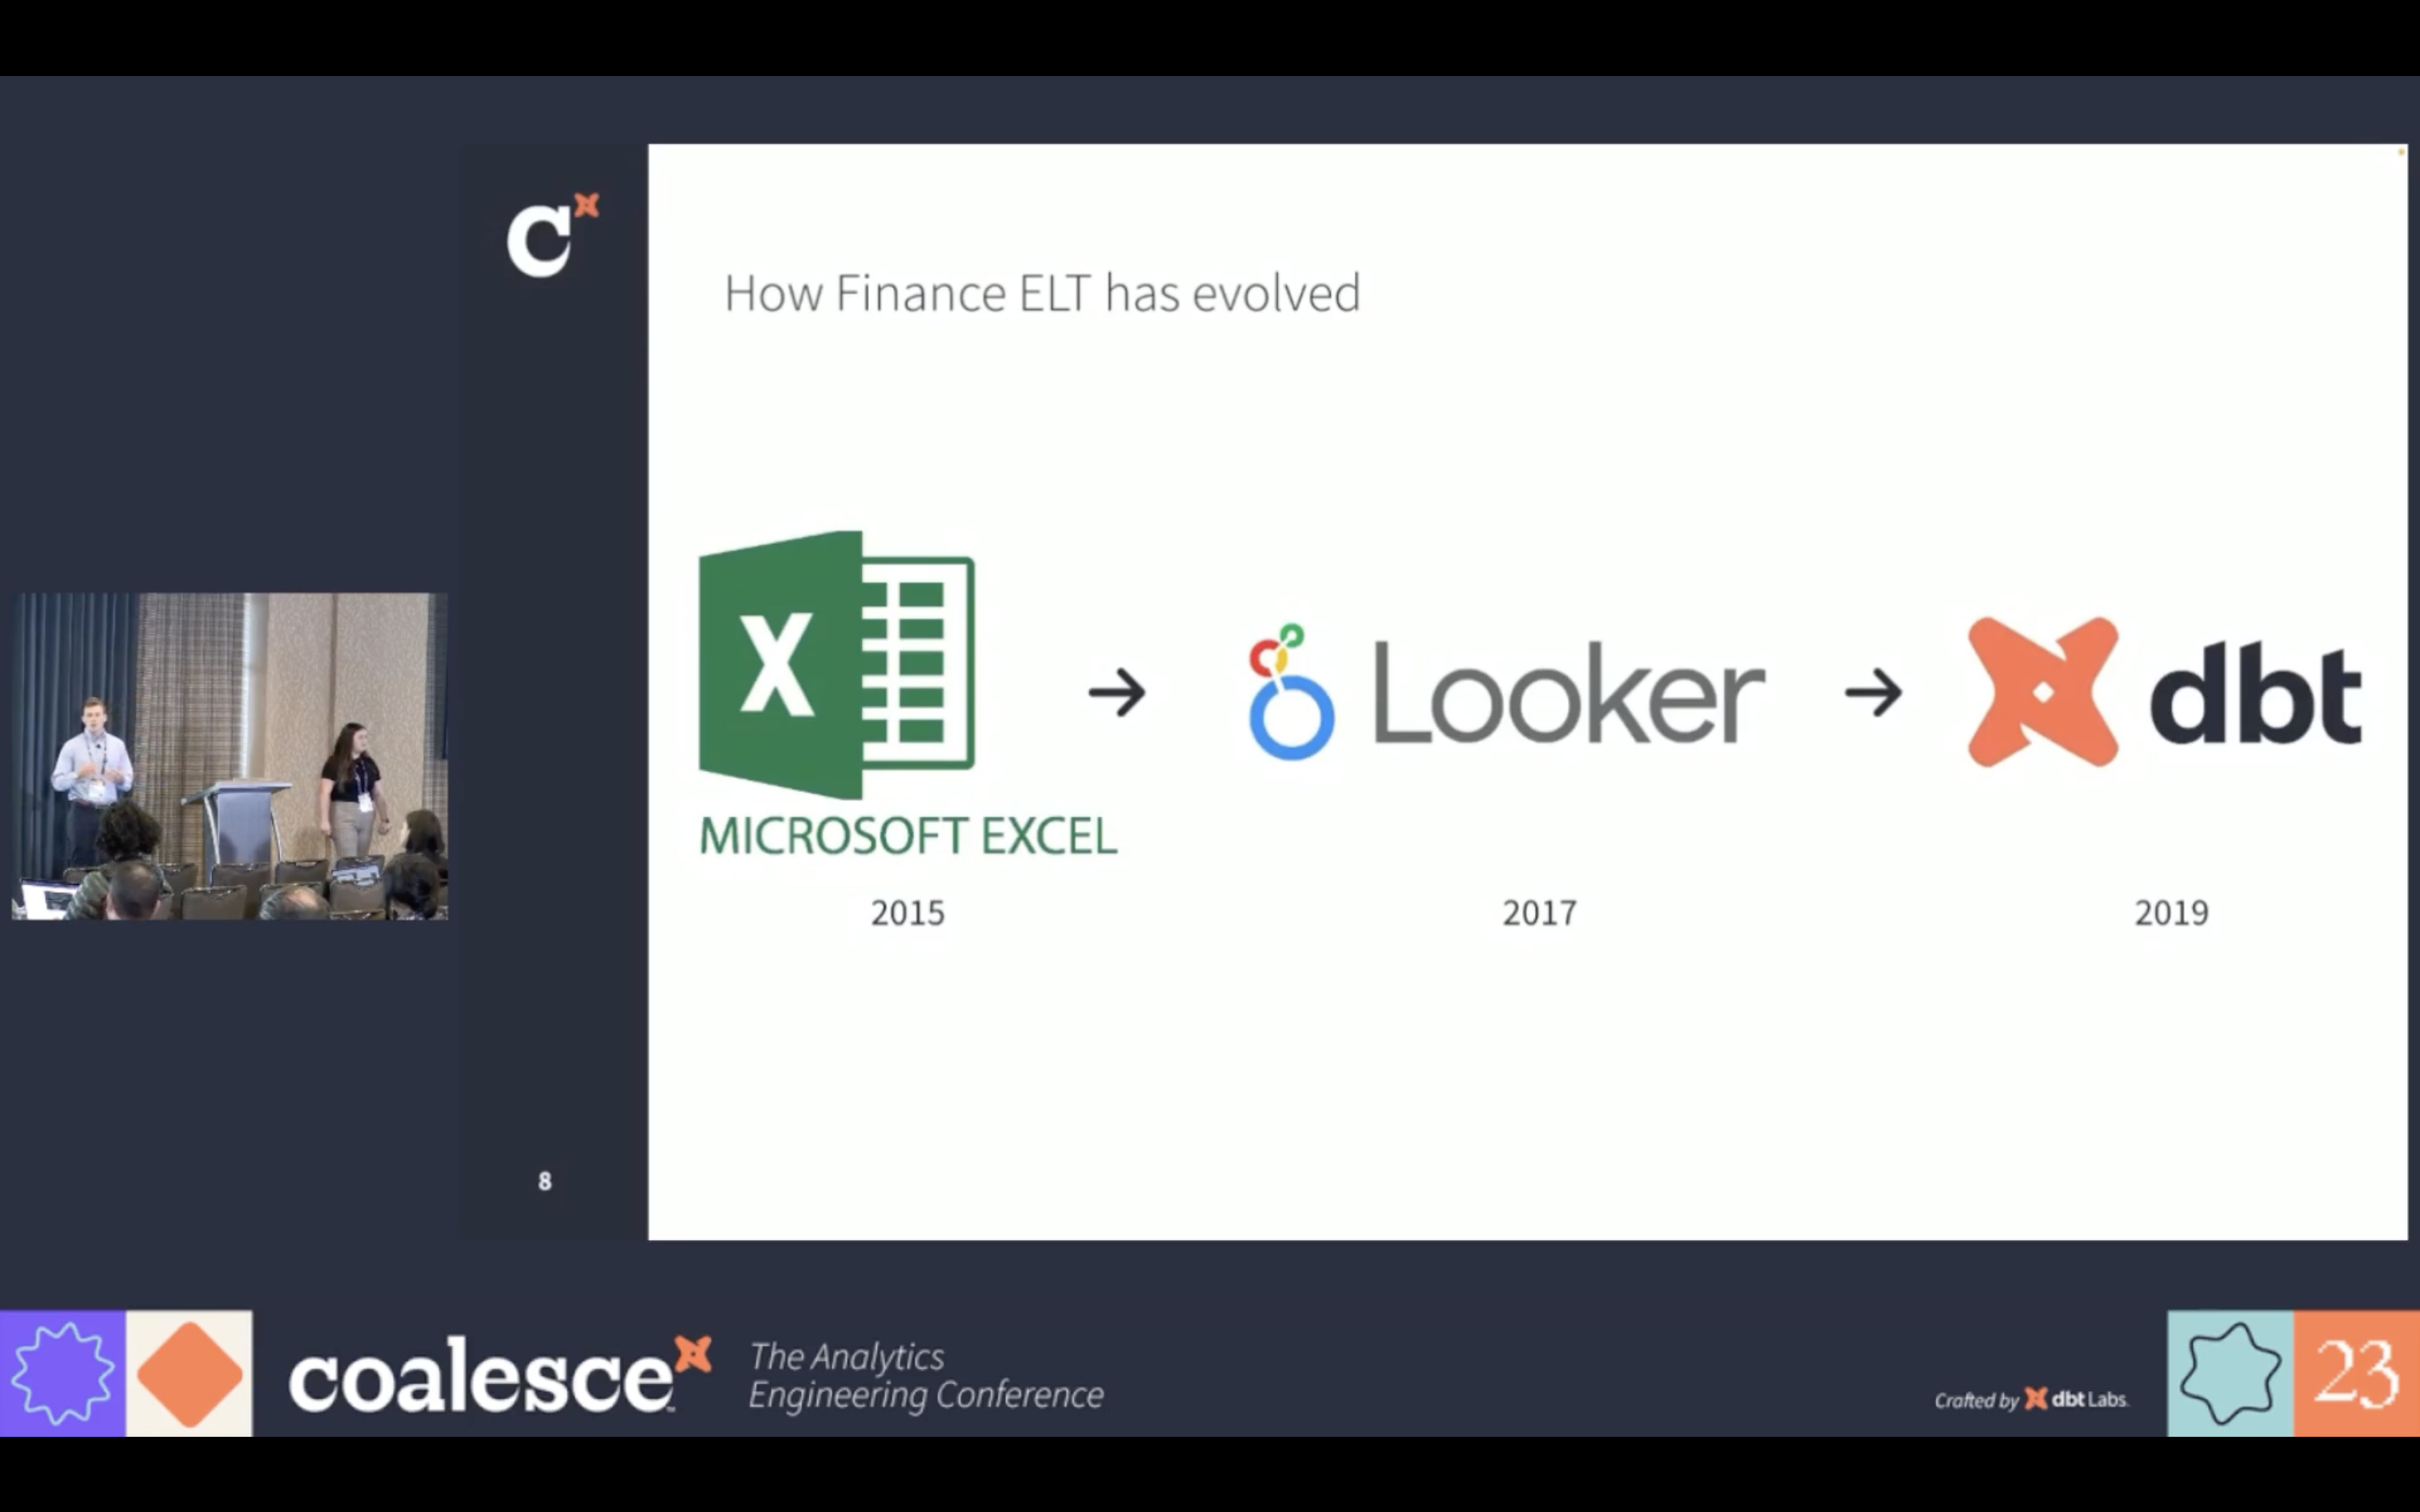 C
How Finance ELT has evolved
X
MICROSOFT EXCEL
Looker
dbt
2015
2017
2019
8
coalesce
The Analytics
Engineering Conference
Crafted by dbt Labs.
23